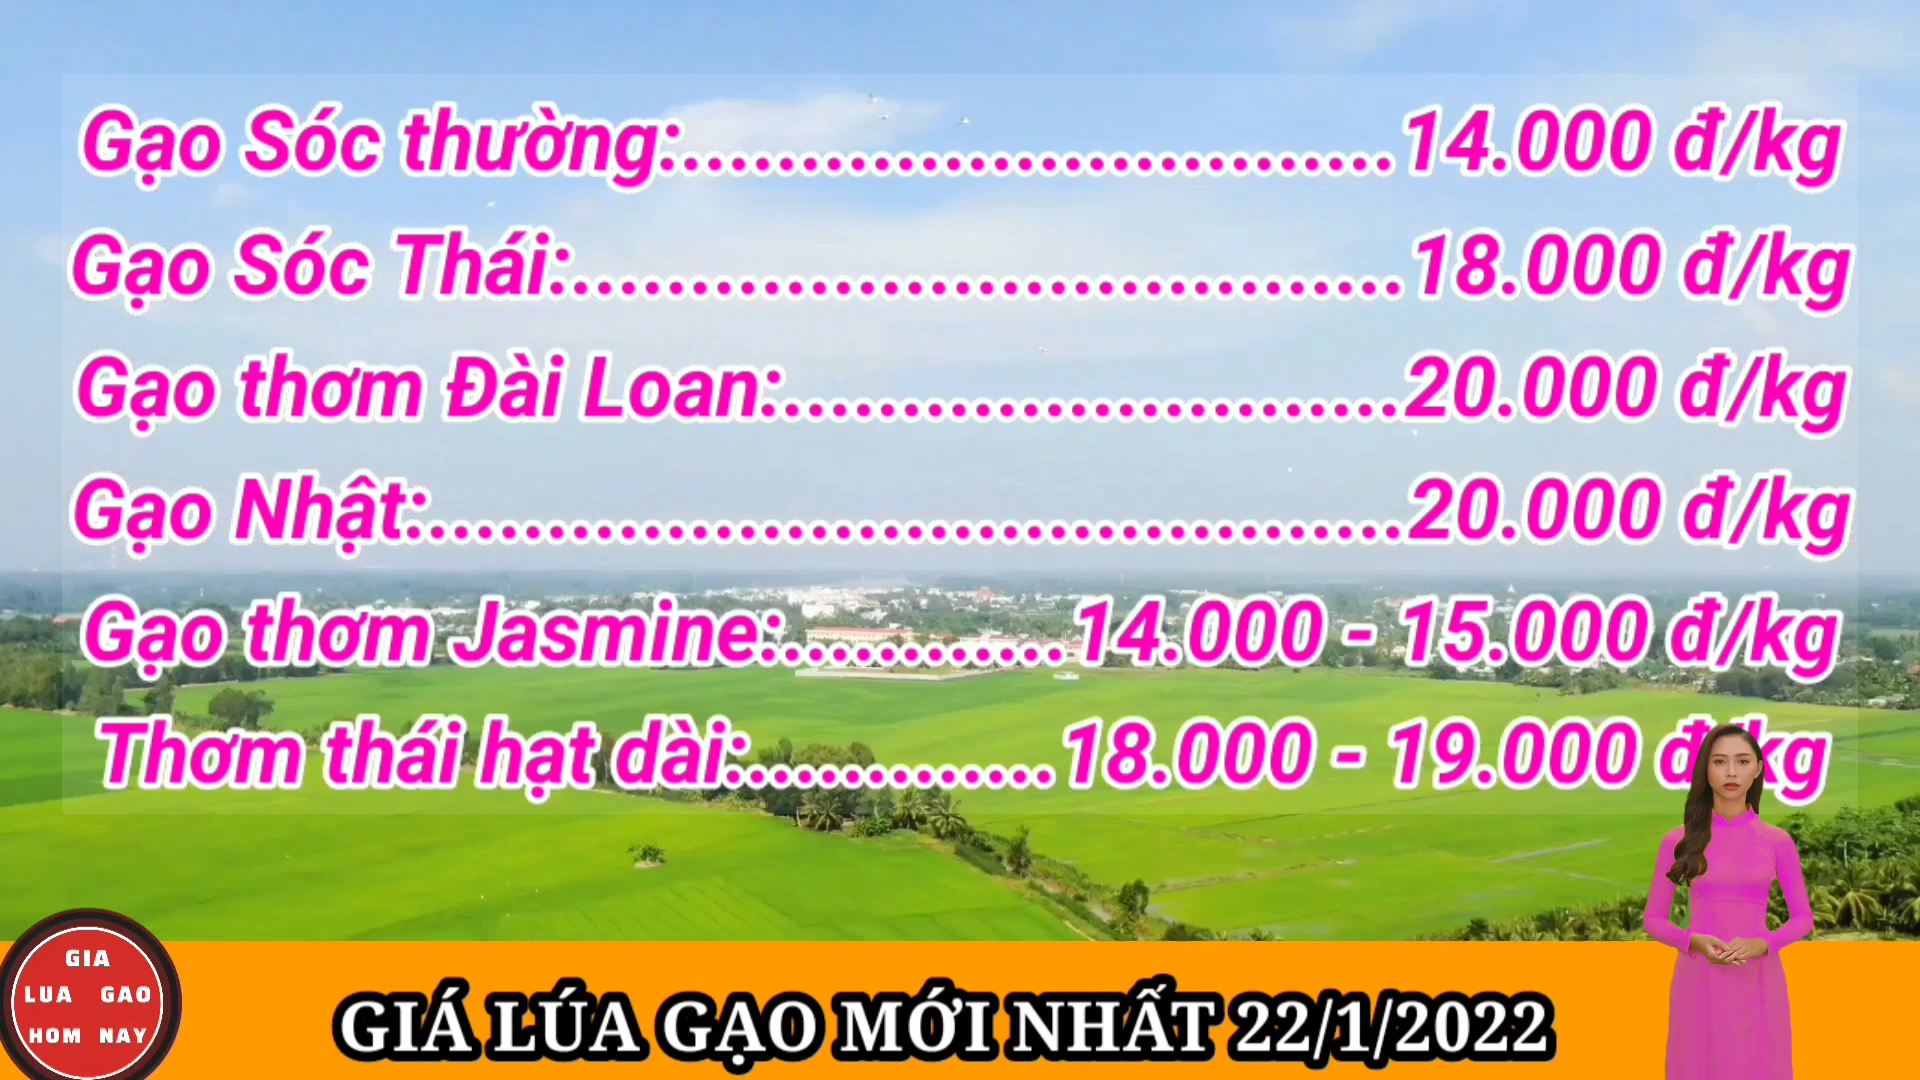 Gạo Sóc thường:..............................14.000 đ/kg
Gạo Sóc Thái:...................................18.000 đ/kg
Gạo thơm Đài Loan:..........................20.000 đ/kg
Gạo Nhật:.........................................20.000 đ/kg
Gạo thơm Jasmine:............14.000 - 15.000 đ/kg
Thơm thái hạt dài:.............18.000 - 19.000 đ/kg
GIA
LUA GAO
HOM NAY
GIÁ LÚA GẠO MỚI NHẤT 22/1/2022